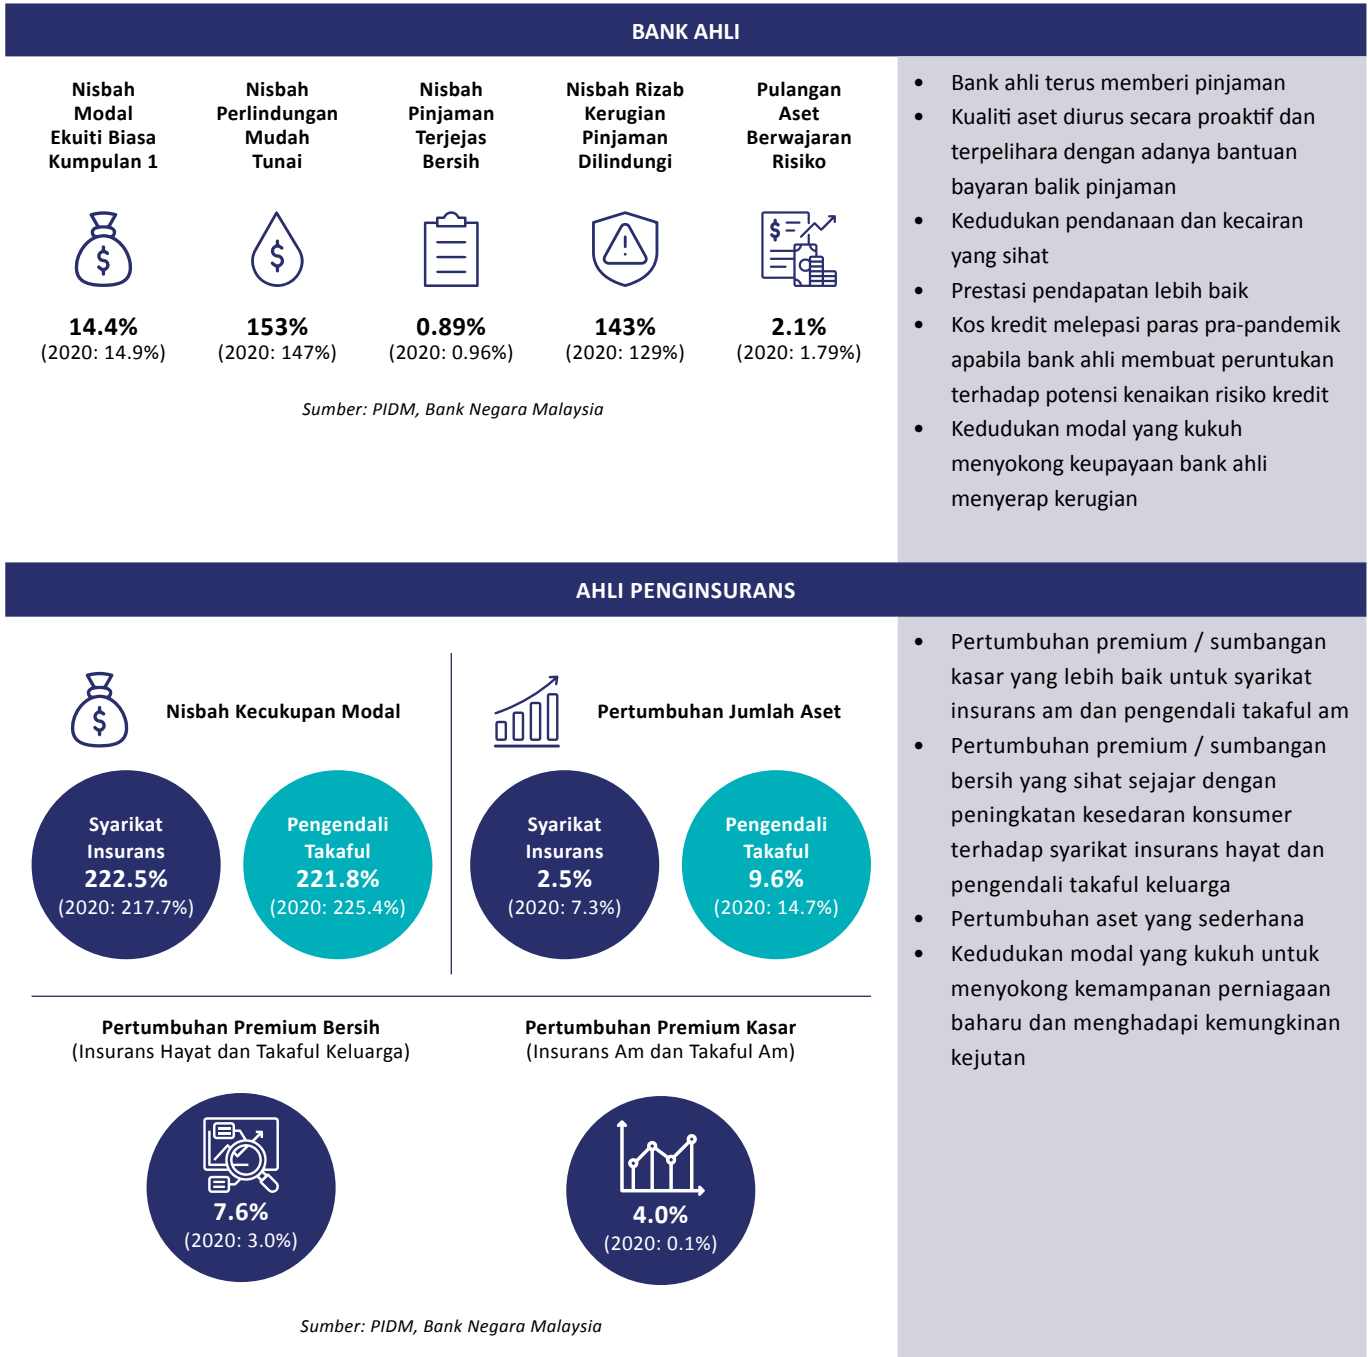 BANK AHLI
Nisbah
Modal
Ekuiti Biasa
Kumpulan 1
$
14.4%
(2020: 14.9%)
Nisbah
Perlindungan
Mudah
Tunai
$
153%
(2020: 147%)
Nisbah
Pinjaman
Terjejas
Bersih
0.89%
(2020: 0.96%)
Nisbah Rizab
Kerugian
Pinjaman
Dilindungi
!
143%
(2020: 129%)
Pulangan
Aset
Berwajaran
Risiko
$
2.1%
(2020: 1.79%)
Sumber: PIDM, Bank Negara Malaysia
• Bank ahli terus memberi pinjaman
• Kualiti aset diurus secara proaktif dan
terpelihara dengan adanya bantuan
bayaran balik pinjaman
• Kedudukan pendanaan dan kecairan
yang sihat
• Prestasi pendapatan lebih baik
• Kos kredit melepasi paras pra-pandemik
apabila bank ahli membuat peruntukan
terhadap potensi kenaikan risiko kredit
• Kedudukan modal yang kukuh
menyokong keupayaan bank ahli
menyerap kerugian
AHLI PENGINSURANS
$
Nisbah Kecukupan Modal
Syarikat
Insurans
222.5%
(2020: 217.7%)
Pengendali
Takaful
221.8%
(2020: 225.4%)
Pertumbuhan Jumlah Aset
Syarikat
Insurans
2.5%
(2020: 7.3%)
Pengendali
Takaful
9.6%
(2020: 14.7%)
Pertumbuhan Premium Bersih
(Insurans Hayat dan Takaful Keluarga)
7.6%
(2020: 3.0%)
Pertumbuhan Premium Kasar
(Insurans Am dan Takaful Am)
4.0%
(2020: 0.1%)
Sumber: PIDM, Bank Negara Malaysia
• Pertumbuhan premium / sumbangan
kasar yang lebih baik untuk syarikat
insurans am dan pengendali takaful am
• Pertumbuhan premium / sumbangan
bersih yang sihat sejajar dengan
peningkatan kesedaran konsumer
terhadap syarikat insurans hayat dan
pengendali takaful keluarga
• Pertumbuhan aset yang sederhana
• Kedudukan modal yang kukuh untuk
menyokong kemampanan perniagaan
baharu dan menghadapi kemungkinan
kejutan